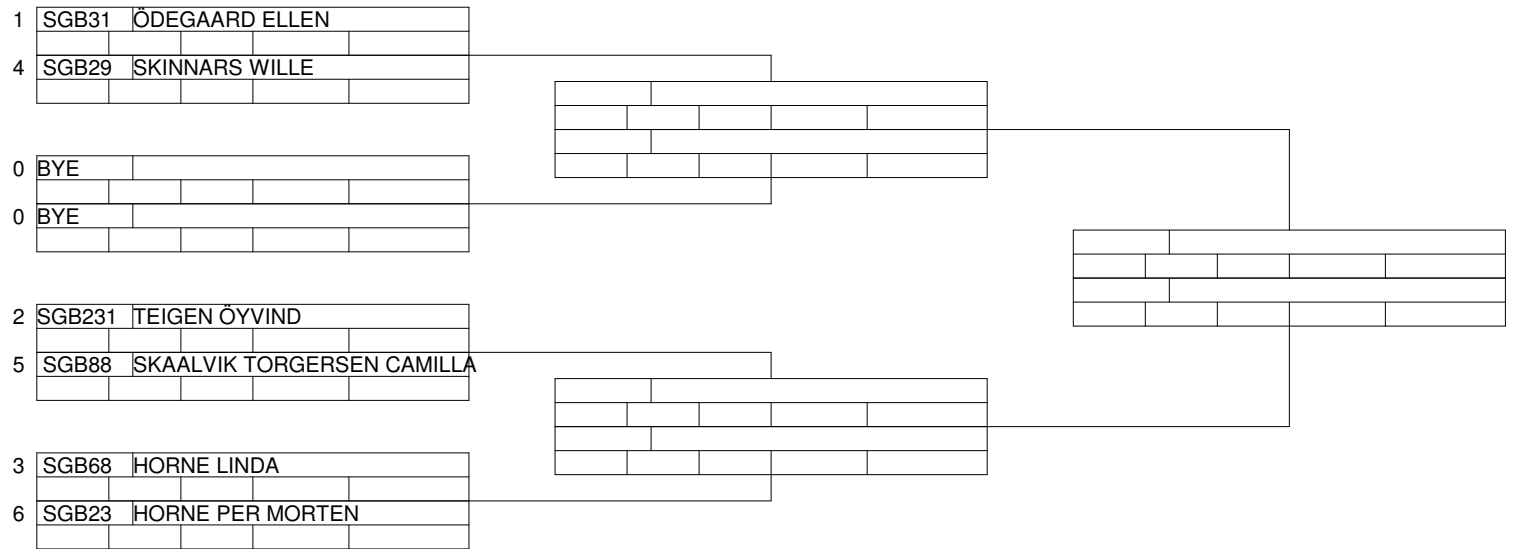 1 SGB31 ÖDEGAARD ELLEN
4 SGB29 SKINNARS WILLE
0 BYE
0 BYE
2 SGB231 TEIGEN ÖYVIND
5 SGB88 SKAALVIK TORGERSEN CAMILLA
3 SGB68 HORNE LINDA
6 SGB23 HORNE PER MORTEN